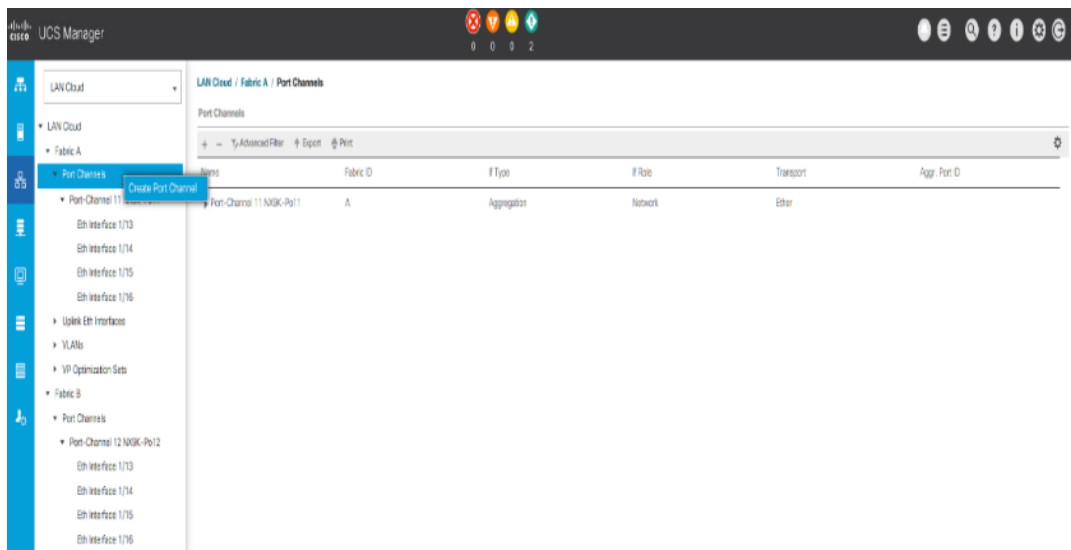 cisco UCS Manager
0 0 0 2
LAN Cloud
LAN Cloud / Fabric A / Port Channels
Port Channels
LAN Cloud
Fabric A
Port Channels
Create Port Channel
Port-Channel 11
Eth Interface 1/13
Eth Interface 1/14
Eth Interface 1/15
Eth Interface 1/16
Uplink Eth Interfaces
VLANs
VP Optimization Sets
Fabric B
Port Channels
Port-Channel 12 NX9K-Po12
Eth Interface 1/13
Eth Interface 1/14
Eth Interface 1/15
Eth Interface 1/16
+ − Advanced Filter Export Print
Name Fabric ID If Type If Role Transport Aggr. Port ID
Port-Channel 11 NX9K-Po11 A Aggregation Network Ether